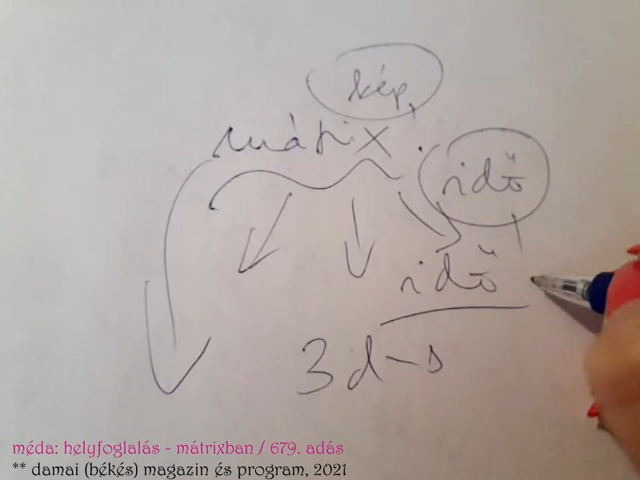 kép,
mátrix.
idő
idő
3d-s
méda: helyfoglalás - mátrixban / 679. adás
** damai (békés) magazin és program, 2021